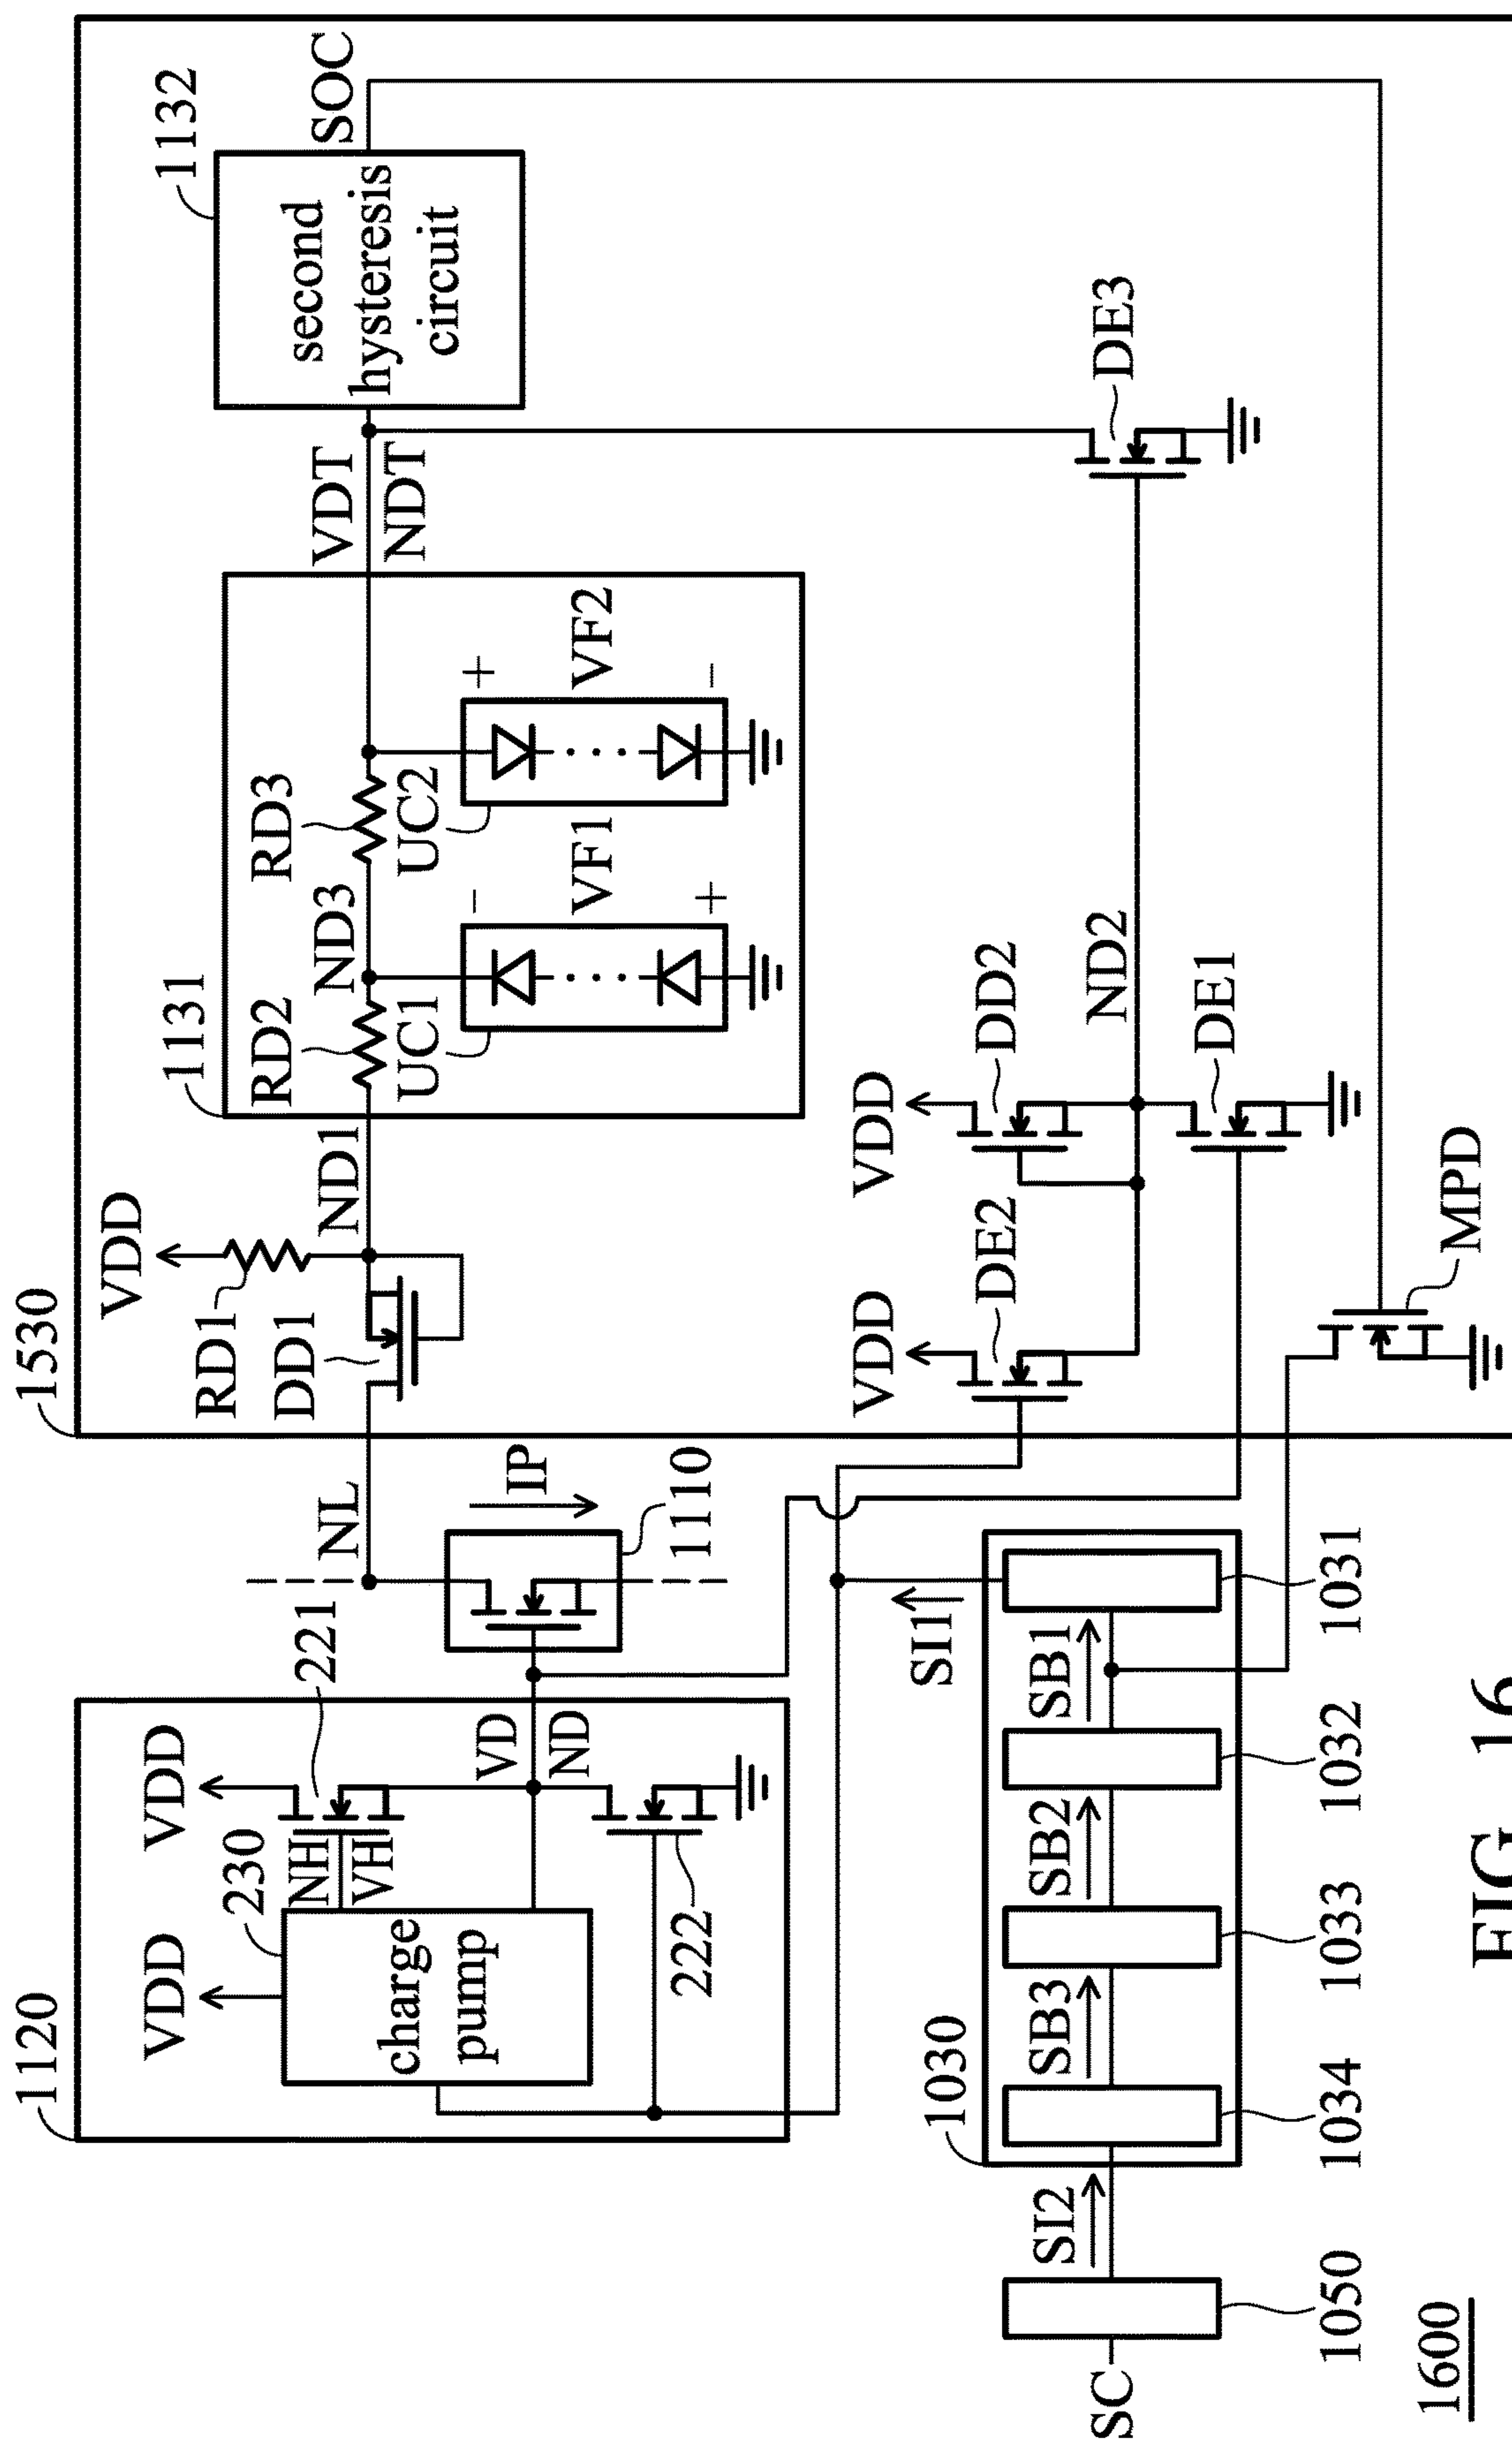 1600
FIG. 16
1120
VDD
230
charge
pump
VDD
221
NH
VH
VD
ND
222
NL
IP
1110
1530
VDD
RD1
DD1
ND1
1131
RD2
ND3
RD3
UC1
VF1
-
+
UC2
VF2
+
-
VDT
NDT
1132
second
hysteresis
circuit
SOC
VDD
DE2
VDD
DD2
ND2
DE1
DE3
MPD
SC
1050
SI2
1030
1034
SB3
1033
SB2
1032
SB1
1031
SI1